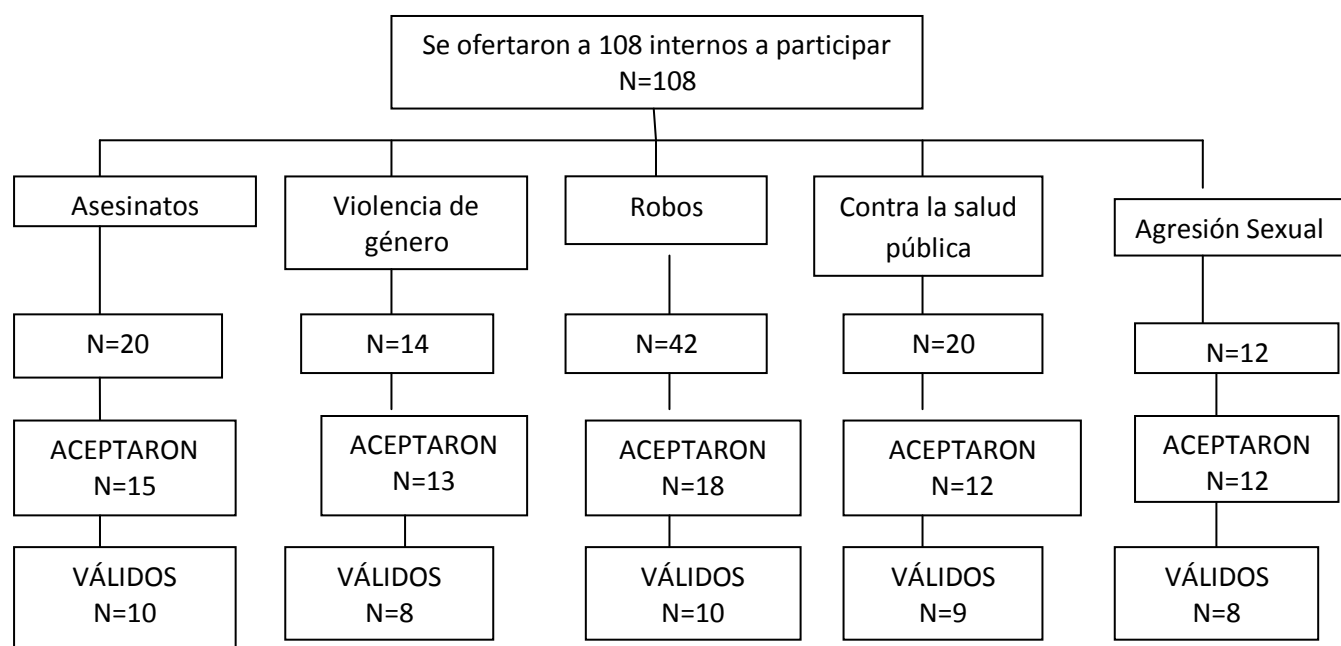 Se ofertaron a 108 internos a participar
N=108
Asesinatos
Violencia de
género
Robos
Contra la salud
pública
Agresión Sexual
N=20
N=14
N=42
N=20
N=12
ACEPTARON
N=15
ACEPTARON
N=13
ACEPTARON
N=18
ACEPTARON
N=12
ACEPTARON
N=12
VÁLIDOS
N=10
VÁLIDOS
N=8
VÁLIDOS
N=10
VÁLIDOS
N=9
VÁLIDOS
N=8